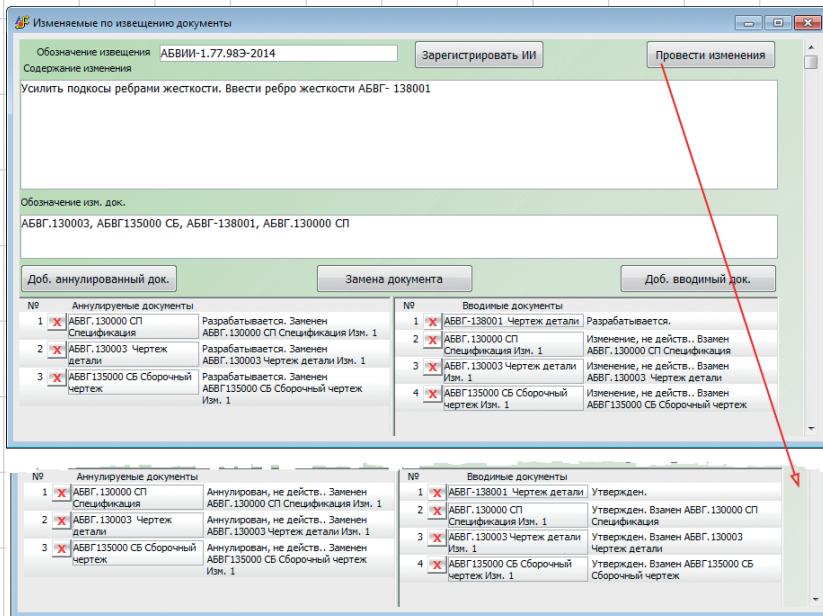 Изменяемые по извещению документы
Обозначение извещения АБВИИ-1.77.98Э-2014 Зарегистрировать ИИ Провести изменения
Содержание изменения
Усилить подкосы ребрами жесткости. Ввести ребро жесткости АБВГ- 138001
Обозначение изм. док.
АБВГ.130003, АБВГ135000 СБ, АБВГ-138001, АБВГ.130000 СП
Доб. аннулированный док. Замена документа Доб. вводимый док.
№ Аннулируемые документы
1 АБВГ.130000 СП Разрабатывается. Заменен
Спецификация АБВГ.130000 СП Спецификация Изм. 1
2 АБВГ.130003 Чертеж Разрабатывается. Заменен
детали АБВГ.130003 Чертеж детали Изм. 1
3 АБВГ135000 СБ Сборочный Разрабатывается. Заменен
чертеж АБВГ135000 СБ Сборочный чертеж
Изм. 1
№ Вводимые документы
1 АБВГ-138001 Чертеж детали Разрабатывается.
2 АБВГ.130000 СП Изменение, не действ.. Взамен
Спецификация Изм. 1 АБВГ.130000 СП Спецификация
3 АБВГ.130003 Чертеж детали Изменение, не действ.. Взамен
Изм. 1 АБВГ.130003 Чертеж детали
4 АБВГ135000 СБ Сборочный Изменение, не действ.. Взамен
чертеж Изм. 1 АБВГ135000 СБ Сборочный чертеж
№ Аннулируемые документы
1 АБВГ.130000 СП Аннулирован, не действ.. Заменен
Спецификация АБВГ.130000 СП Спецификация Изм. 1
2 АБВГ.130003 Чертеж Аннулирован, не действ.. Заменен
детали АБВГ.130003 Чертеж детали Изм. 1
3 АБВГ135000 СБ Сборочный Аннулирован, не действ.. Заменен
чертеж АБВГ135000 СБ Сборочный чертеж
Изм. 1
№ Вводимые документы
1 АБВГ-138001 Чертеж детали Утвержден.
2 АБВГ.130000 СП Утвержден. Взамен АБВГ.130000 СП
Спецификация Изм. 1 Спецификация
3 АБВГ.130003 Чертеж детали Утвержден. Взамен АБВГ.130003
Изм. 1 Чертеж детали
4 АБВГ135000 СБ Сборочный Утвержден. Взамен АБВГ135000 СБ
чертеж Изм. 1 Сборочный чертеж